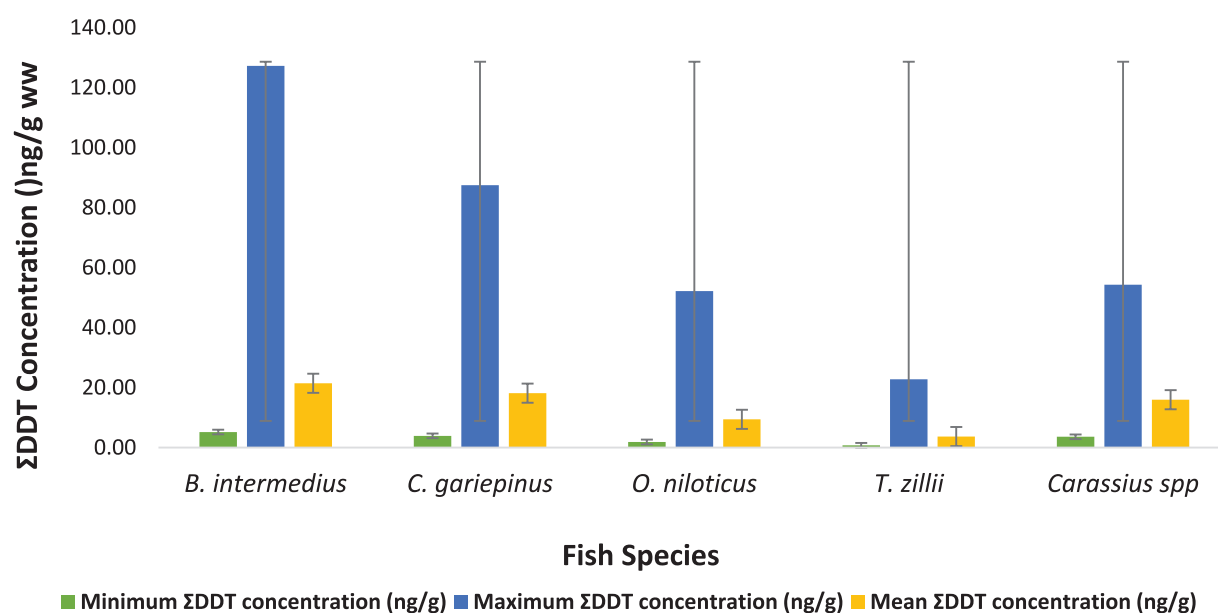 ΣDDT Concentration ()ng/g ww
140.00
120.00
100.00
80.00
60.00
40.00
20.00
0.00
B. intermedius C. gariepinus O. niloticus T. zillii Carassius spp
Fish Species
Minimum ΣDDT concentration (ng/g) Maximum ΣDDT concentration (ng/g) Mean ΣDDT concentration (ng/g)